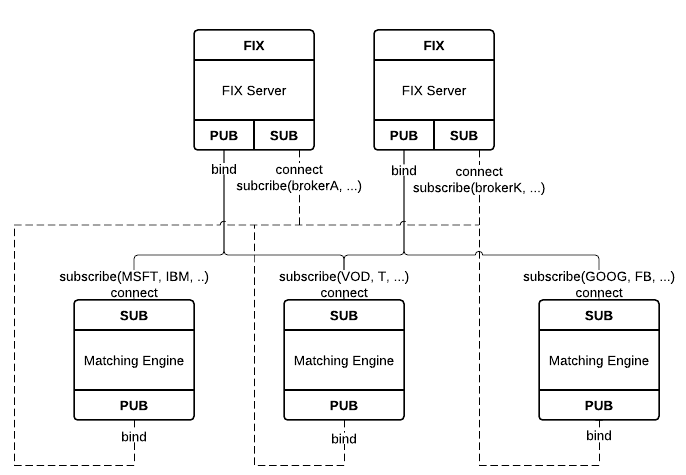 FIX
FIX Server
PUB
SUB
bind
connect
subcribe(brokerA, ...)
FIX
FIX Server
PUB
SUB
bind
connect
subscribe(brokerK, ...)
subscribe(MSFT, IBM, ..)
connect
SUB
Matching Engine
PUB
bind
subscribe(VOD, T, ...)
connect
SUB
Matching Engine
PUB
bind
subscribe(GOOG, FB, ...)
connect
SUB
Matching Engine
PUB
bind